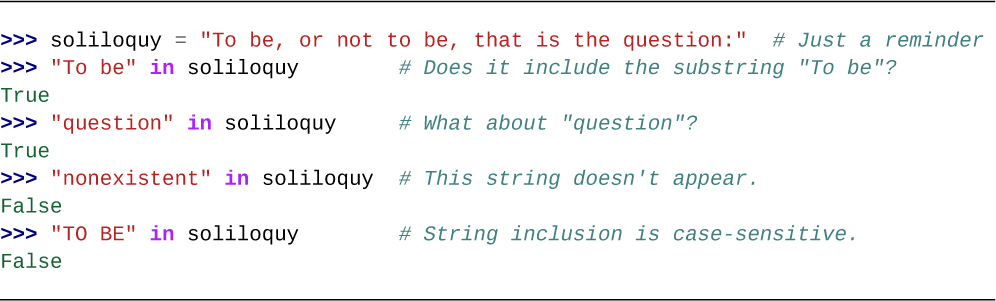 >>> soliloquy = "To be, or not to be, that is the question:"  # Just a reminder
>>> "To be" in soliloquy        # Does it include the substring "To be"?
True
>>> "question" in soliloquy     # What about "question"?
True
>>> "nonexistent" in soliloquy  # This string doesn't appear.
False
>>> "TO BE" in soliloquy        # String inclusion is case-sensitive.
False